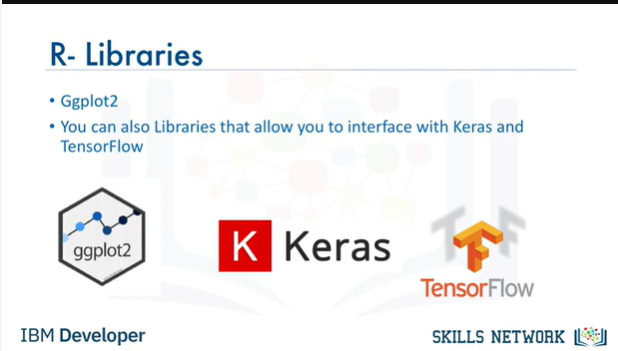 R- Libraries
• Ggplot2
• You can also Libraries that allow you to interface with Keras and
TensorFlow
ggplot2
K Keras
TensorFlow
IBM Developer
SKILLS NETWORK